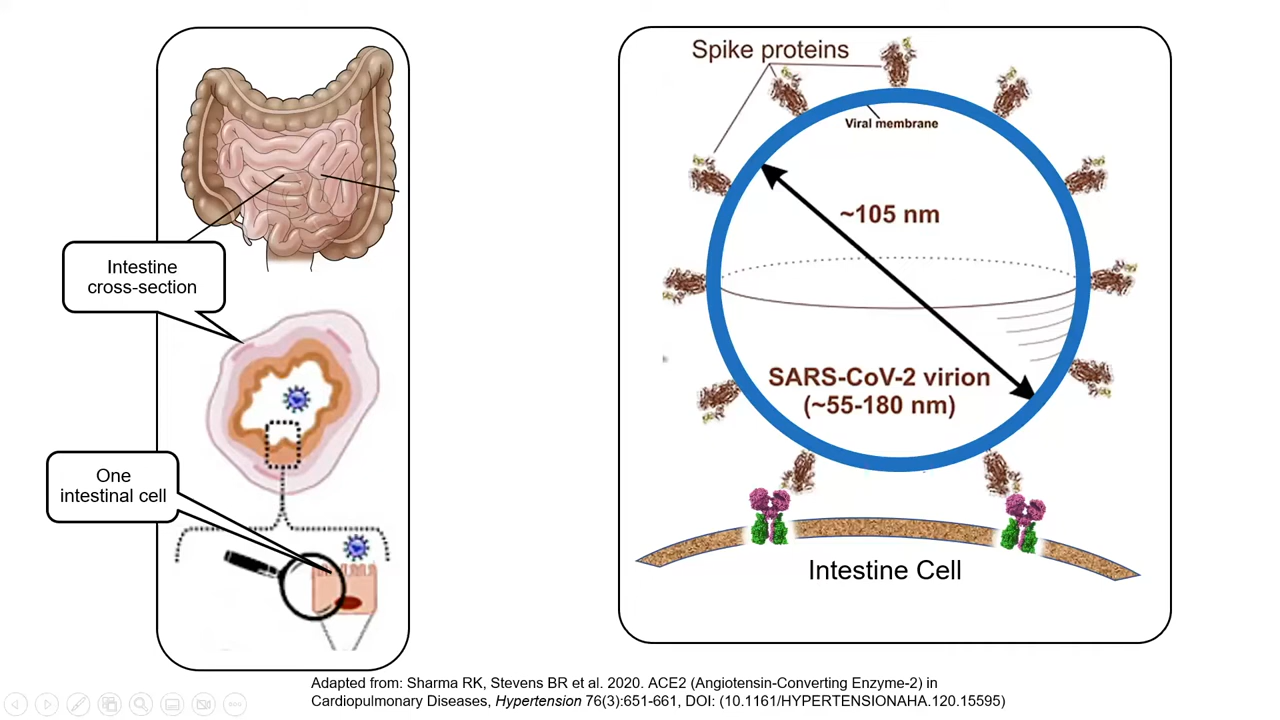 Intestine
cross-section
One
intestinal cell
Spike proteins
Viral membrane
~105 nm
SARS-CoV-2 virion
(~55-180 nm)
Intestine Cell
Adapted from: Sharma RK, Stevens BR et al. 2020. ACE2 (Angiotensin-Converting Enzyme-2) in
Cardiopulmonary Diseases, Hypertension 76(3):651-661, DOI: (10.1161/HYPERTENSIONAHA.120.15595)